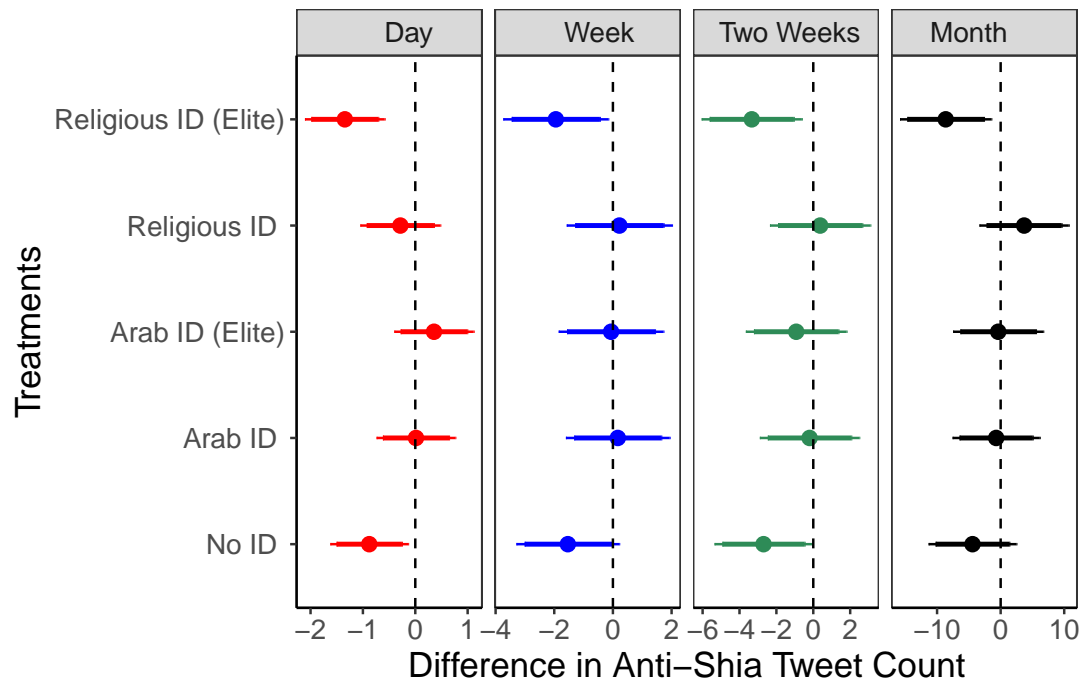 Day Week Two Weeks Month
Religious ID (Elite)
Religious ID
Arab ID (Elite)
Arab ID
No ID
Treatments
−2 −1 0 1 −4 −2 0 2 −6 −4 −2 0 2 −10 0 10
Difference in Anti−Shia Tweet Count